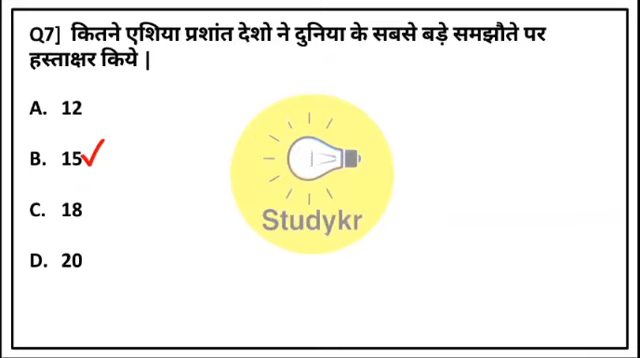 Q7] कितने एशिया प्रशांत देशो ने दुनिया के सबसे बड़े समझौते पर
हस्ताक्षर किये |
A. 12
B. 15
C. 18
D. 20
Studykr